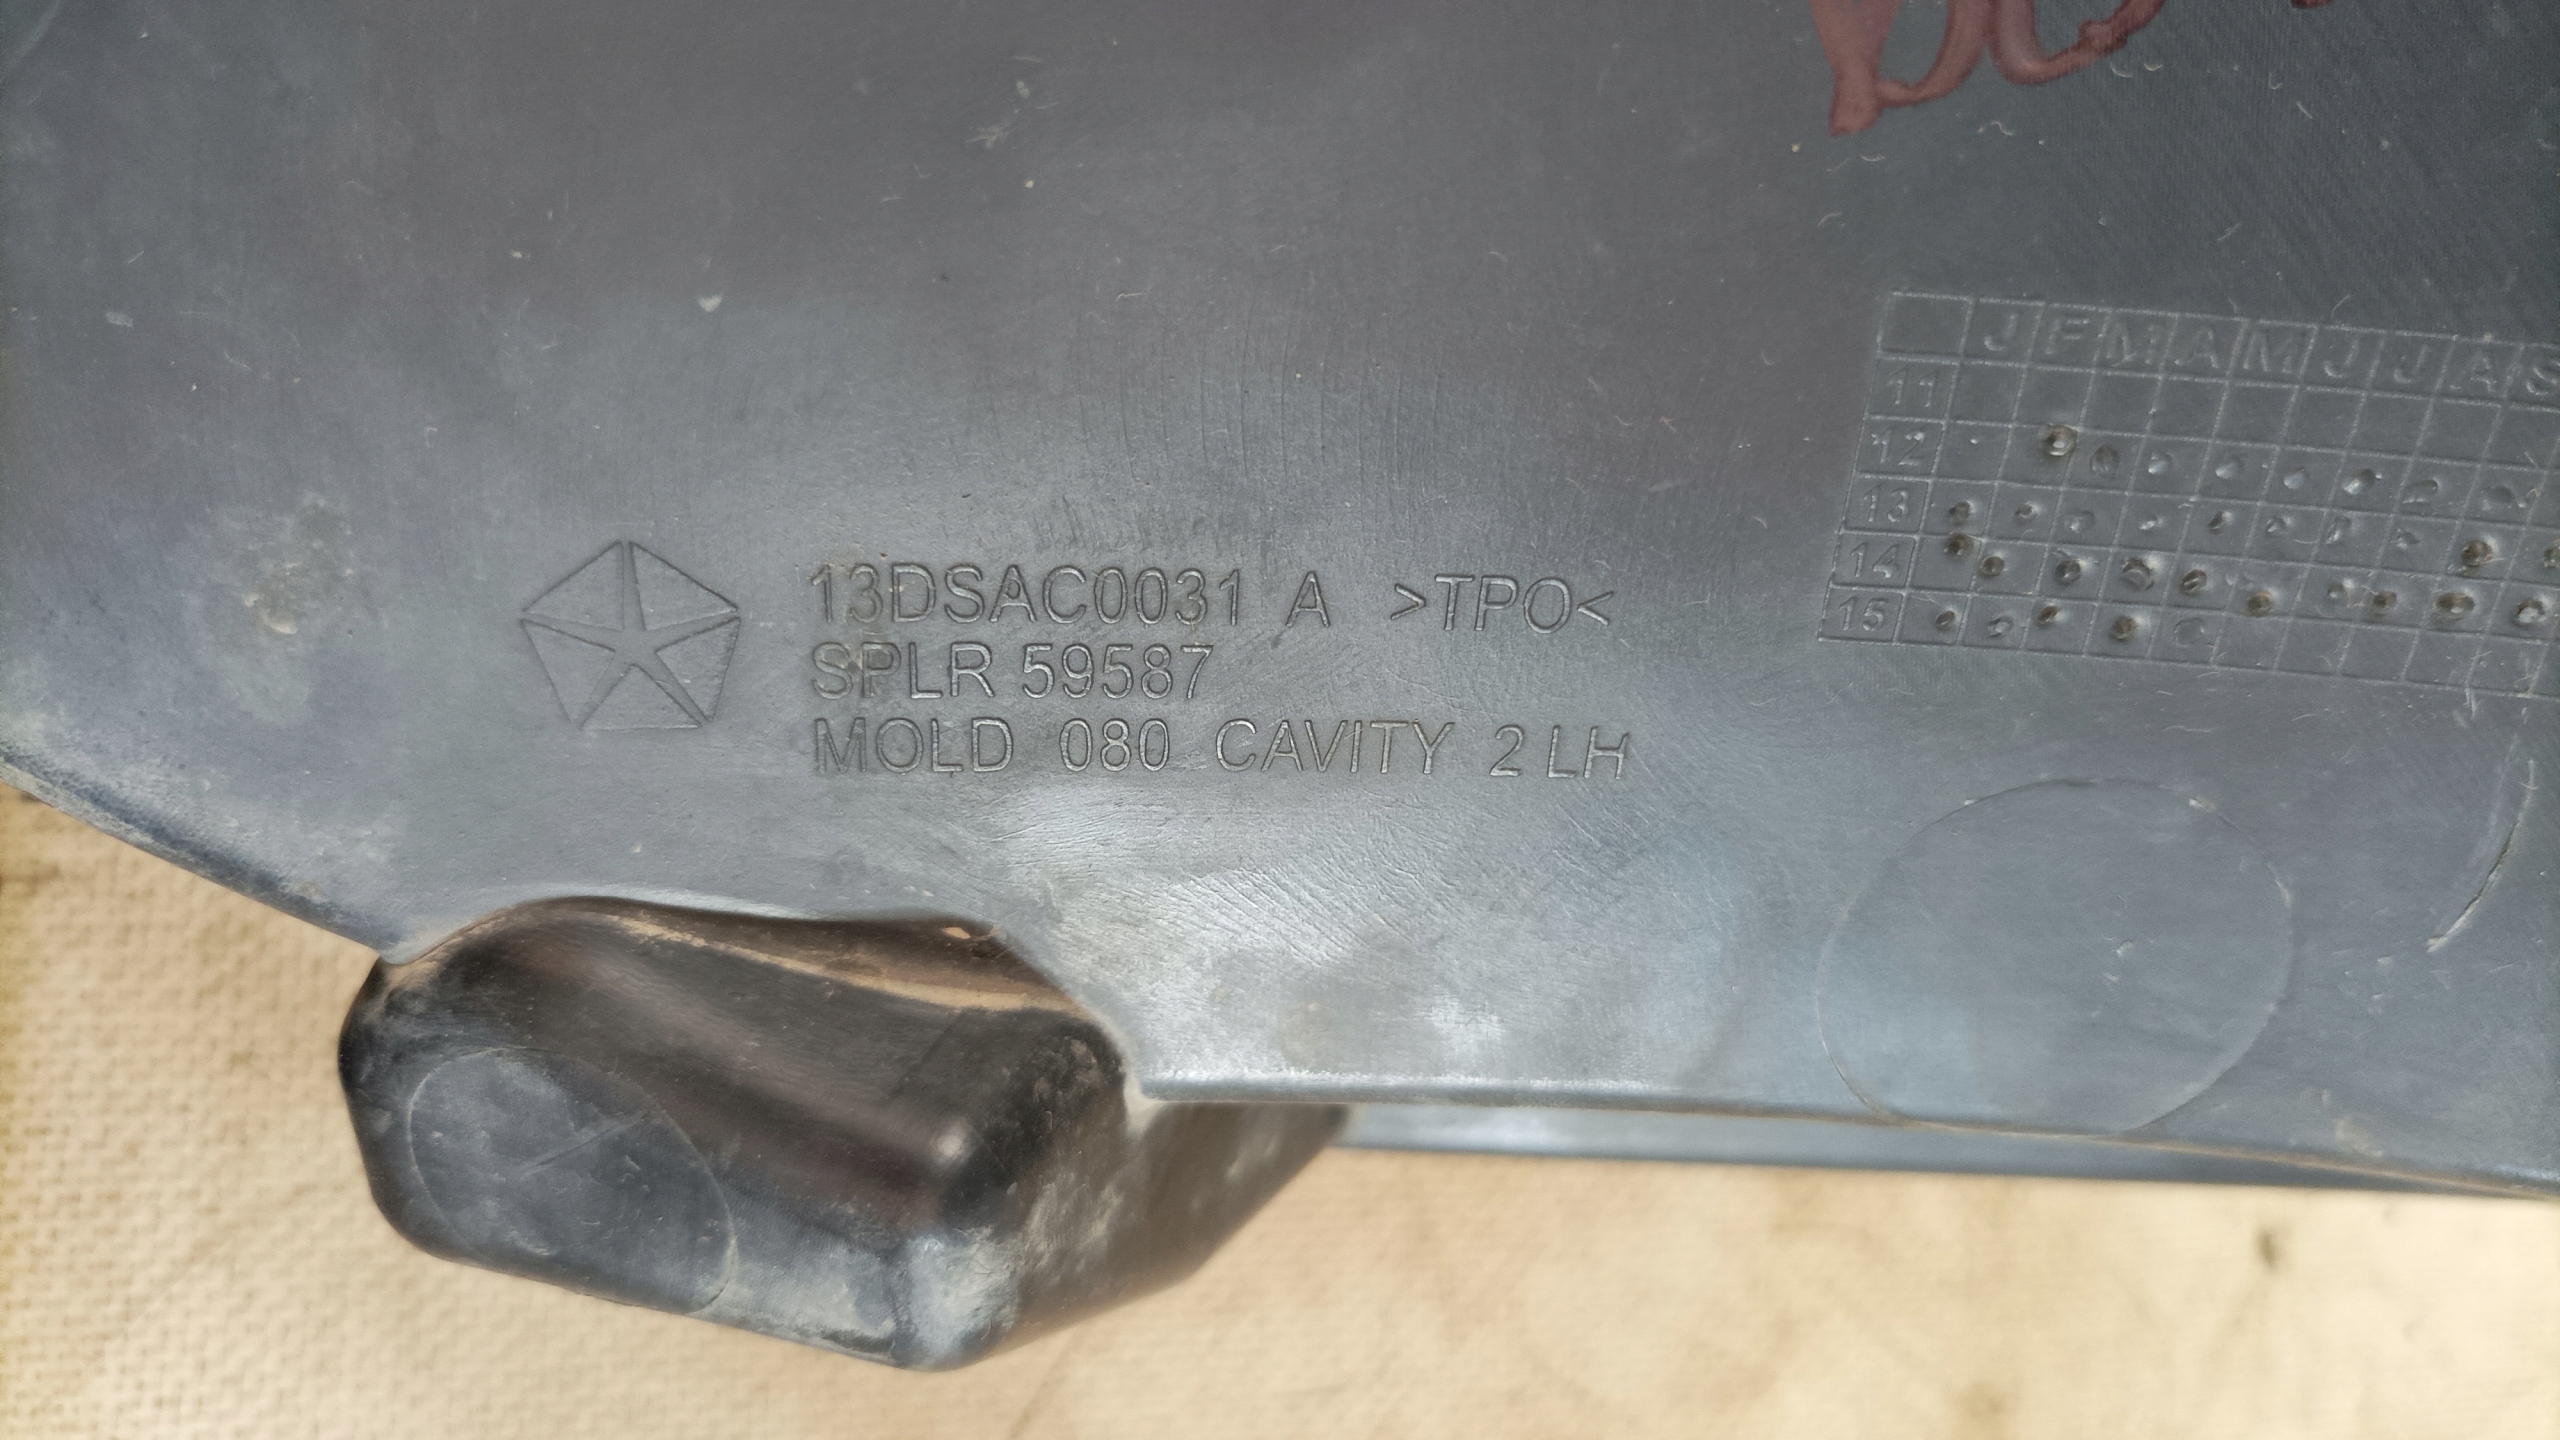 13DSAC0031 A >TPO<
SPLR 59587
MOLD 080 CAVITY 2 LH
J F M A M J J A S
11
12
13
14
15